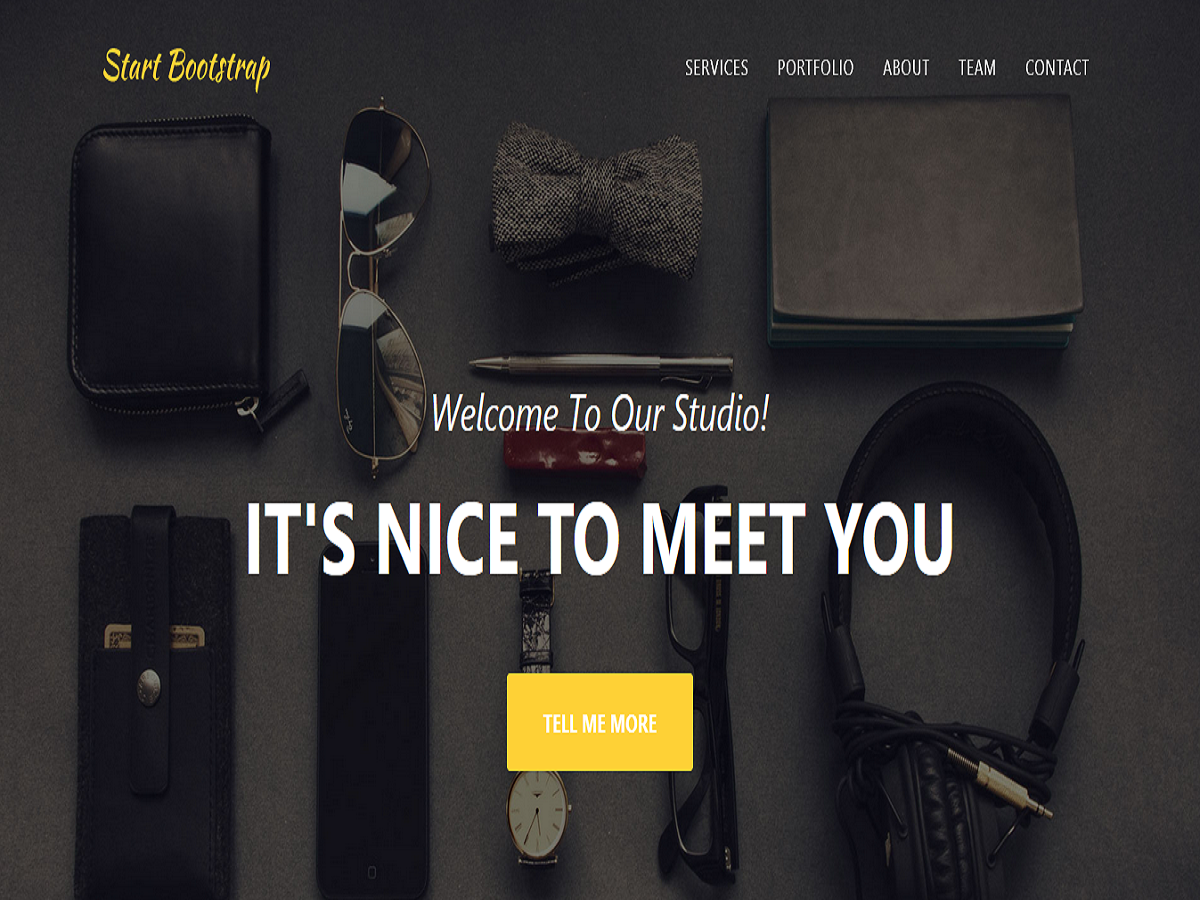 Start Bootstrap
SERVICES PORTFOLIO ABOUT TEAM CONTACT
Welcome To Our Studio!
IT'S NICE TO MEET YOU
TELL ME MORE